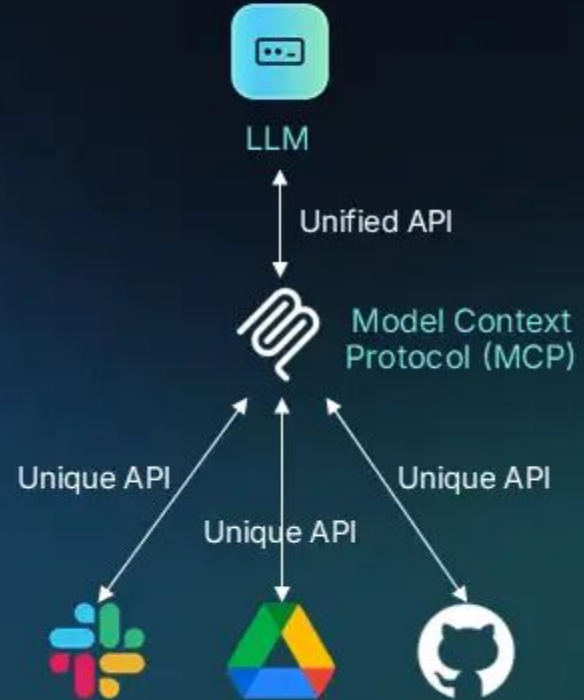 LLM
Unified API
Model Context
Protocol (MCP)
Unique API
Unique API
Unique API